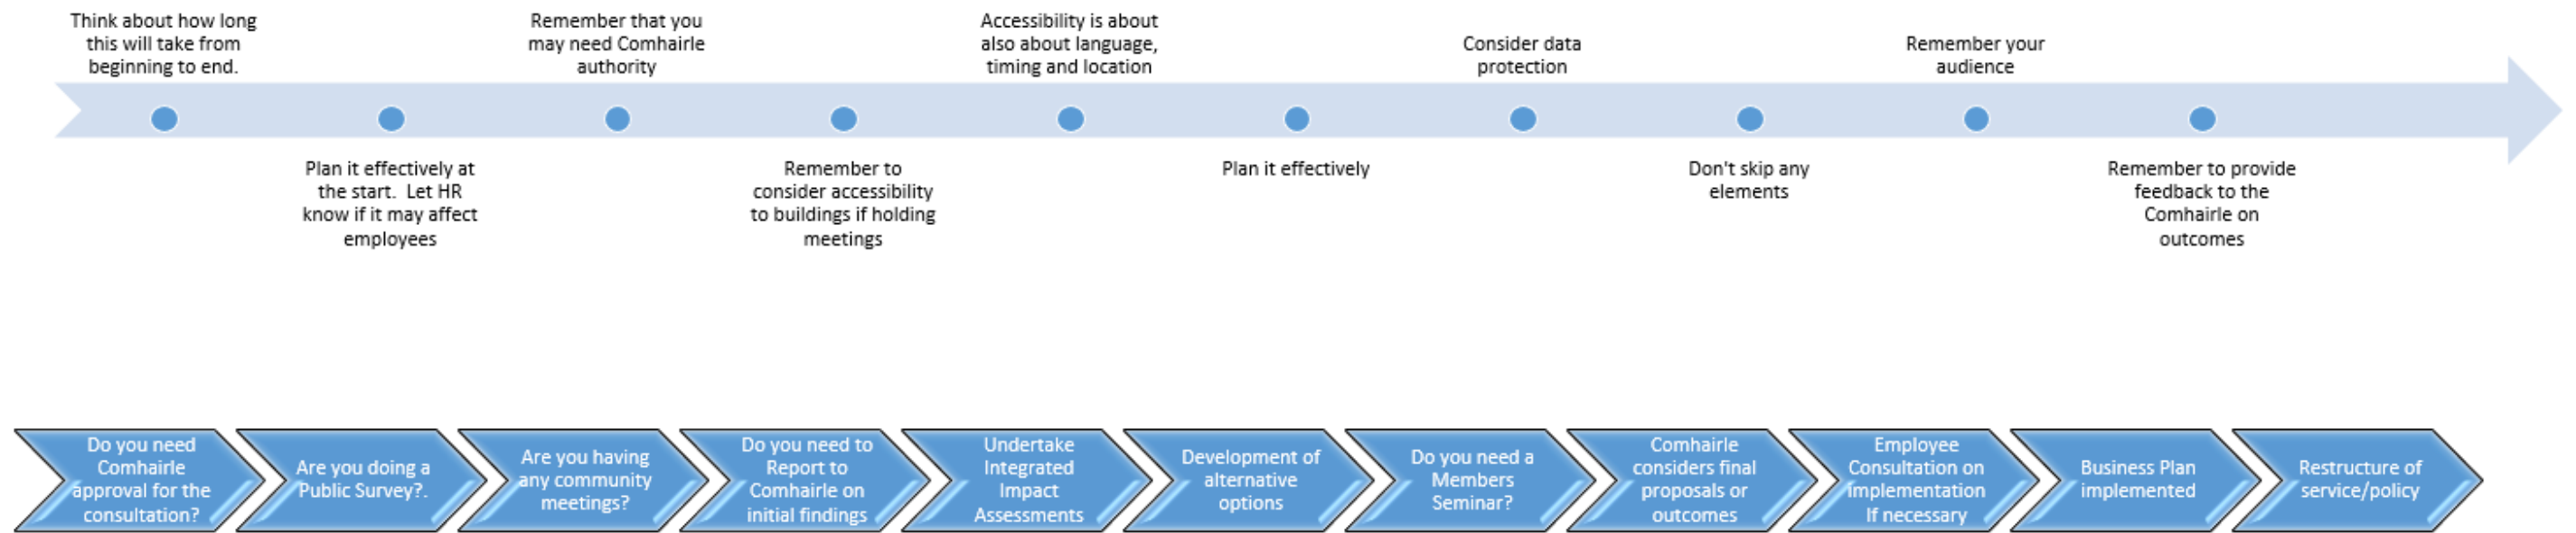 Think about how long
this will take from
beginning to end.
Plan it effectively at
the start.  Let HR
know if it may affect
employees
Remember that you
may need Comhairle
authority
Remember to
consider accessibility
to buildings if holding
meetings
Accessibility is about
also about language,
timing and location
Plan it effectively
Consider data
protection
Don't skip any
elements
Remember your
audience
Remember to provide
feedback to the
Comhairle on
outcomes
Do you need
Comhairle
approval for the
consultation?
Are you doing a
Public Survey?.
Are you having
any community
meetings?
Do you need to
Report to
Comhairle on
initial findings
Undertake
Integrated
Impact
Assessments
Development of
alternative
options
Do you need a
Members
Seminar?
Comhairle
considers final
proposals or
outcomes
Employee
Consultation on
implementation
If necessary
Business Plan
implemented
Restructure of
service/policy